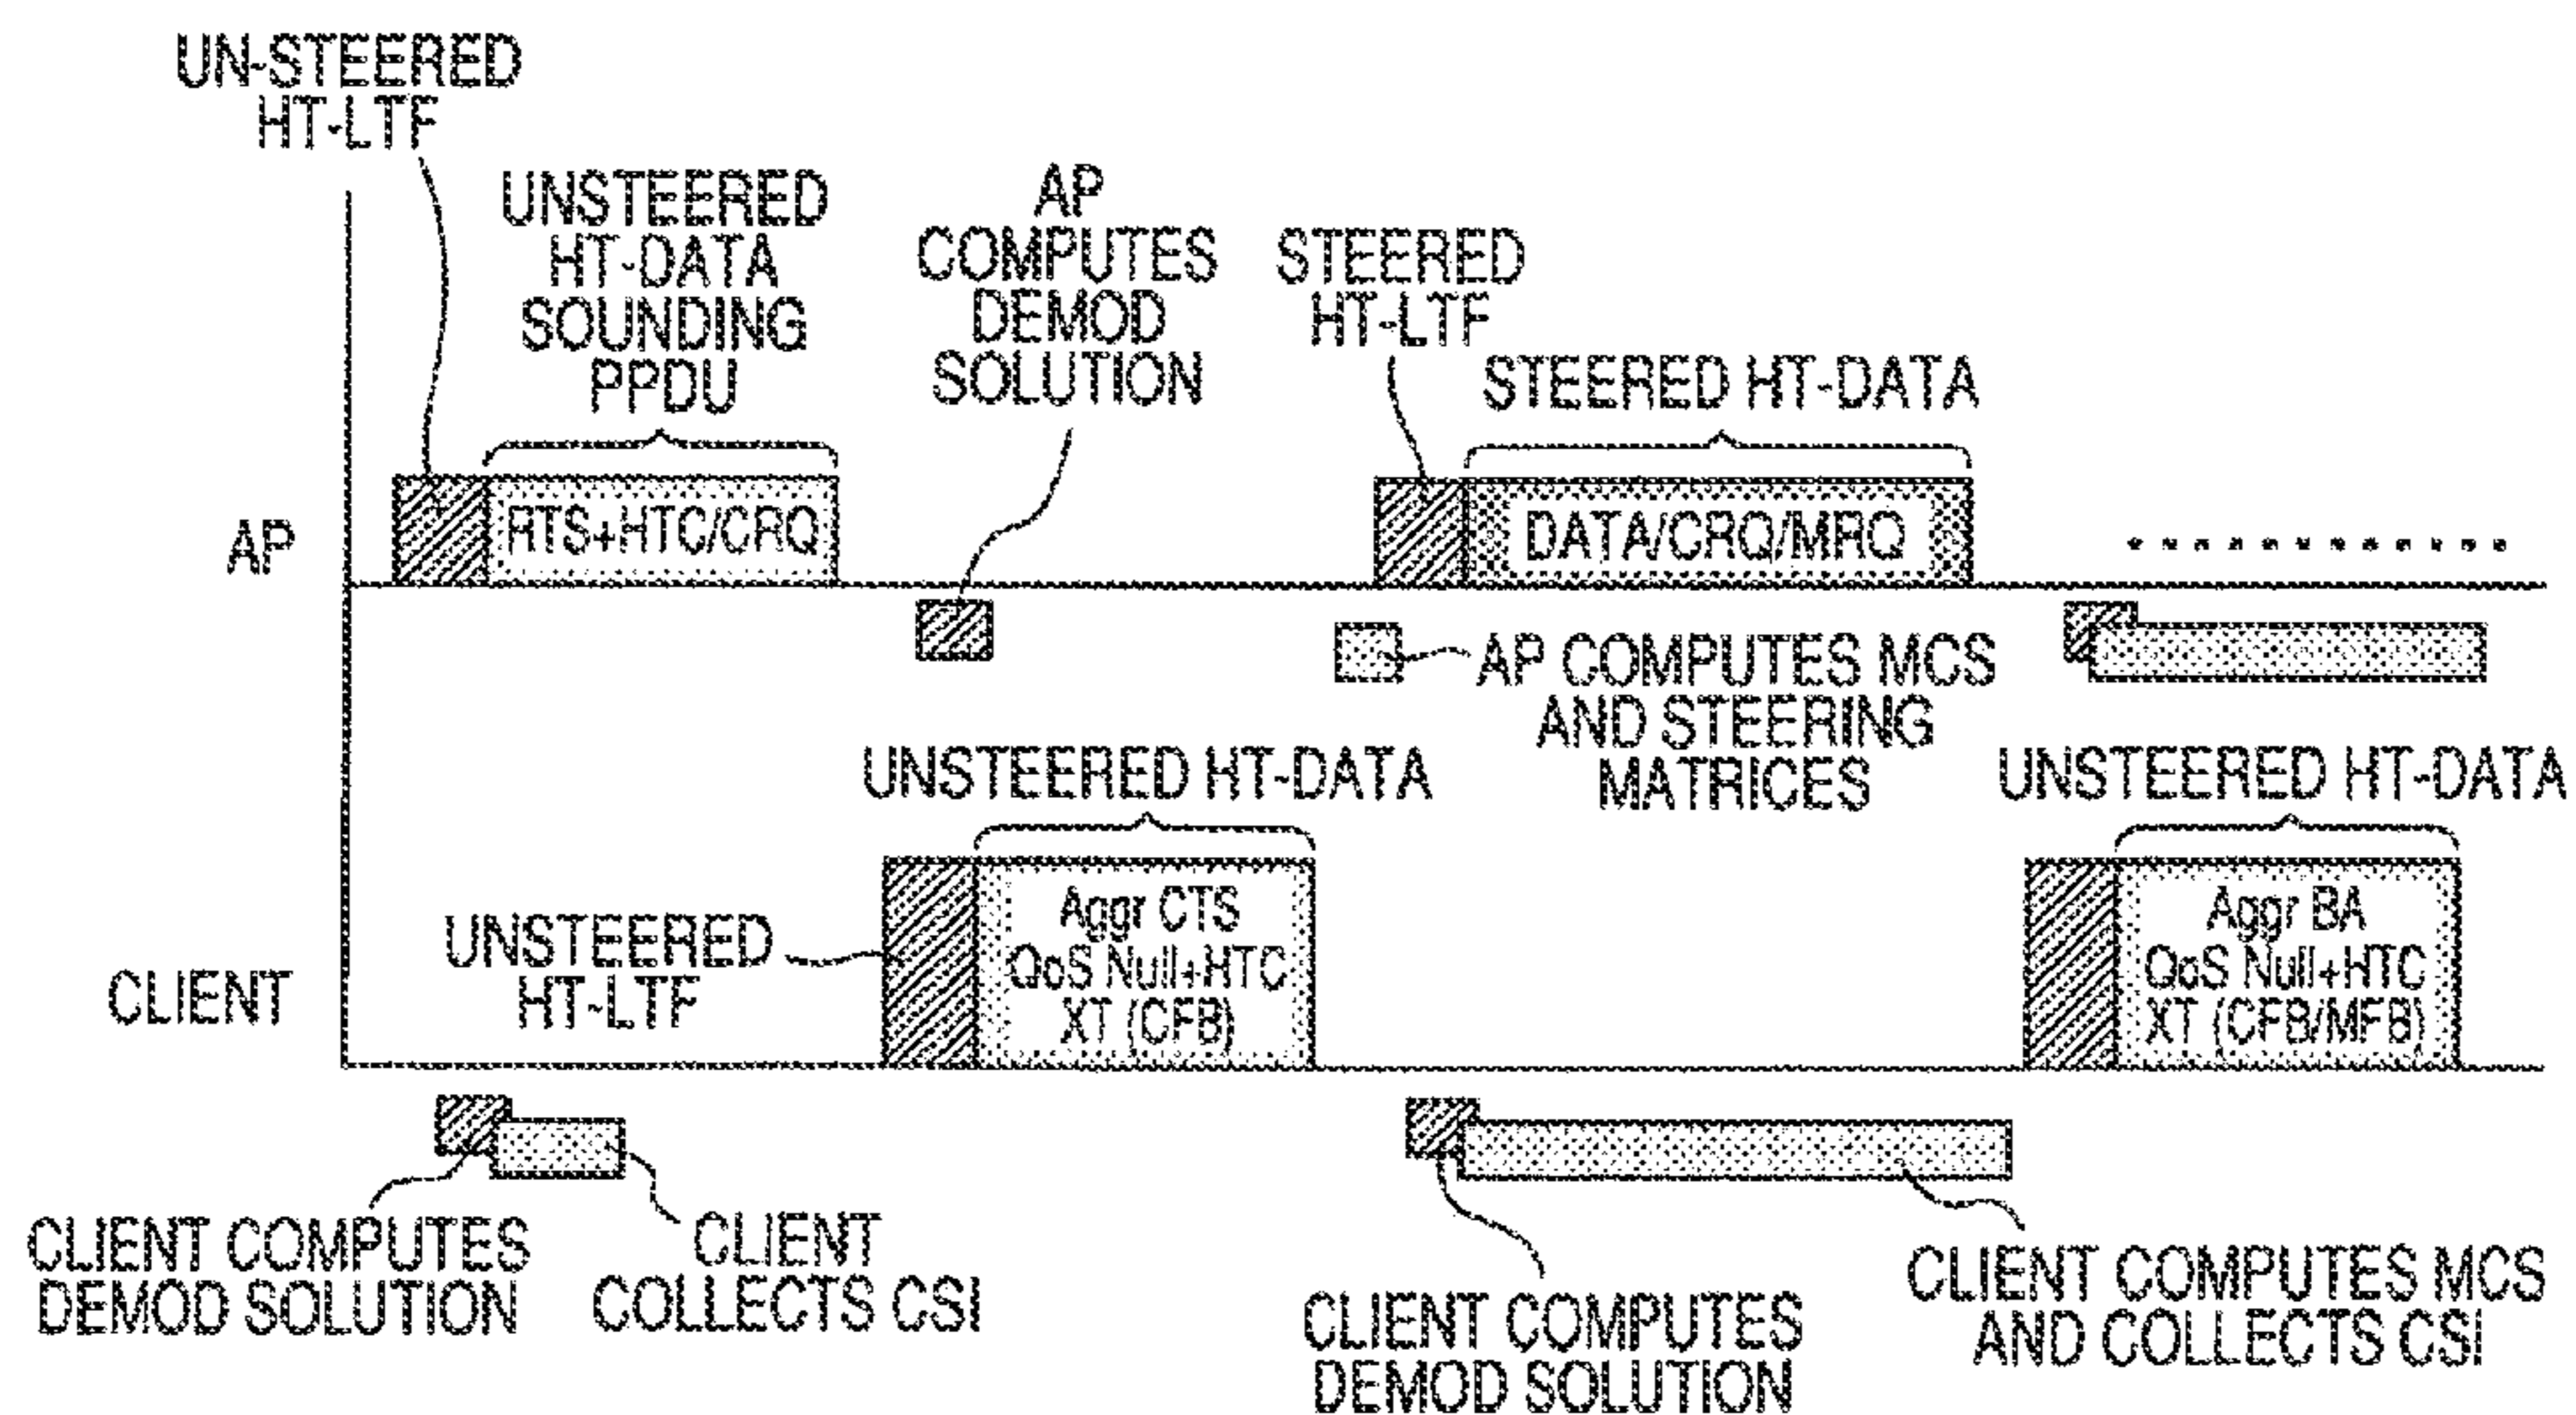 UN-STEERED
HT-LTF
UNSTEERED
HT-DATA
SOUNDING
PPDU
AP
COMPUTES
DEMOD
SOLUTION
STEERED
HT-LTF
STEERED HT-DATA
AP
RTS+HTC/CRQ
DATA/CRQ/MRQ
AP COMPUTES MCS
AND STEERING
MATRICES
UNSTEERED HT-DATA
UNSTEERED HT-DATA
CLIENT
UNSTEERED
HT-LTF
Aggr CTS
QoS Null+HTC
XT (CFB)
Aggr BA
QoS Null+HTC
XT (CFB/MFB)
CLIENT COMPUTES
DEMOD SOLUTION
CLIENT
COLLECTS CSI
CLIENT COMPUTES
DEMOD SOLUTION
CLIENT COMPUTES MCS
AND COLLECTS CSI